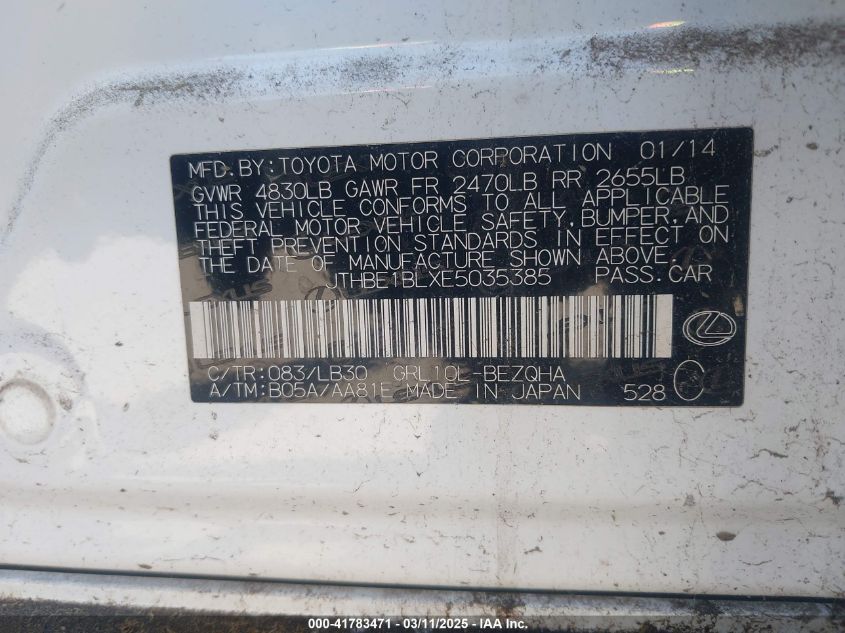 MFD.BY:TOYOTA MOTOR CORPORATION 01/14
GVWR 4830LB GAWR FR 2470LB RR 2655LB
THIS VEHICLE CONFORMS TO ALL APPLICABLE
FEDERAL MOTOR VEHICLE SAFETY, BUMPER, AND
THEFT PREVENTION STANDARDS IN EFFECT ON
THE DATE OF MANUFACTURE SHOWN ABOVE.
JTHBE1BLXE5035385 PASS.CAR
C/TR:083/LB30 GRL10L-BEZQHA
A/TM:B05A/AA81E MADE IN JAPAN 528
000-41783471 - 03/11/2025 - IAA Inc.